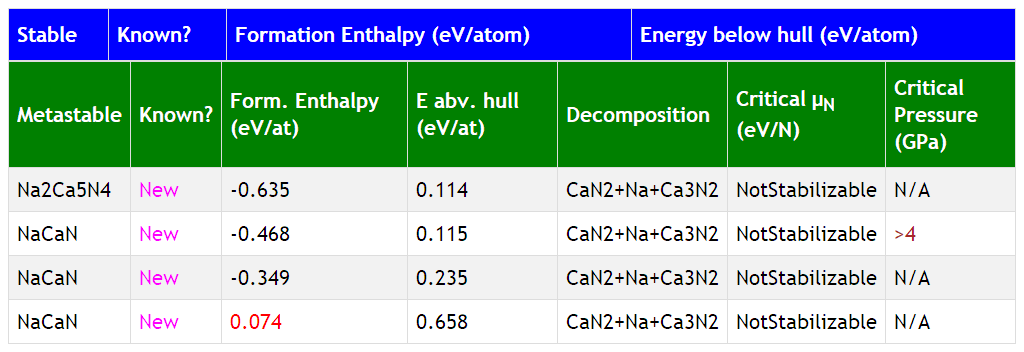 Stable Known? Formation Enthalpy (eV/atom) Energy below hull (eV/atom)
Metastable Known? Form. Enthalpy (eV/at) E abv. hull (eV/at) Decomposition Critical μN (eV/N) Critical Pressure (GPa)
Na2Ca5N4 New -0.635 0.114 CaN2+Na+Ca3N2 NotStabilizable N/A
NaCaN New -0.468 0.115 CaN2+Na+Ca3N2 NotStabilizable >4
NaCaN New -0.349 0.235 CaN2+Na+Ca3N2 NotStabilizable N/A
NaCaN New 0.074 0.658 CaN2+Na+Ca3N2 NotStabilizable N/A